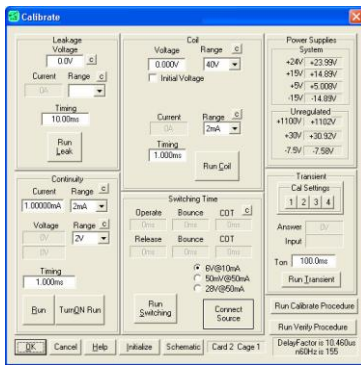 Calibrate
Leakage
Voltage
0.0V c
Current Range c
0A
Timing
10.00ms
Run
Leak
Continuity
Current Range c
1.00000mA 2mA
Voltage Range c
0V 2V
0V
Timing
1.000ms
Run TurnON Run
Coil
Voltage Range c
0.000V 40V
Initial Voltage
Current Range c
0A 2mA
Timing
1.000ms
Run Coil
Switching Time
Operate Bounce COT c
0ms 0ms 0ms
Release Bounce COT
0ms 0ms 0ms
6V@10mA
50mV@50mA
28V@50mA
Run
Switching
Connect
Source
Power Supplies
System
+24V +23.99V
+15V +14.89V
+5V +5.008V
-15V -14.89V
Unregulated
+1100V +1102V
+30V +30.92V
-7.5V -7.58V
Transient
Cal Settings
1 2 3 4
Answer 0V
Input
Ton 100.0ms
Run Transient
Run Calibrate Procedure
Run Verify Procedure
OK Cancel Help Initialize Schematic Card 2 Cage 1
DelayFactor is 10.460us
n60Hz is 155